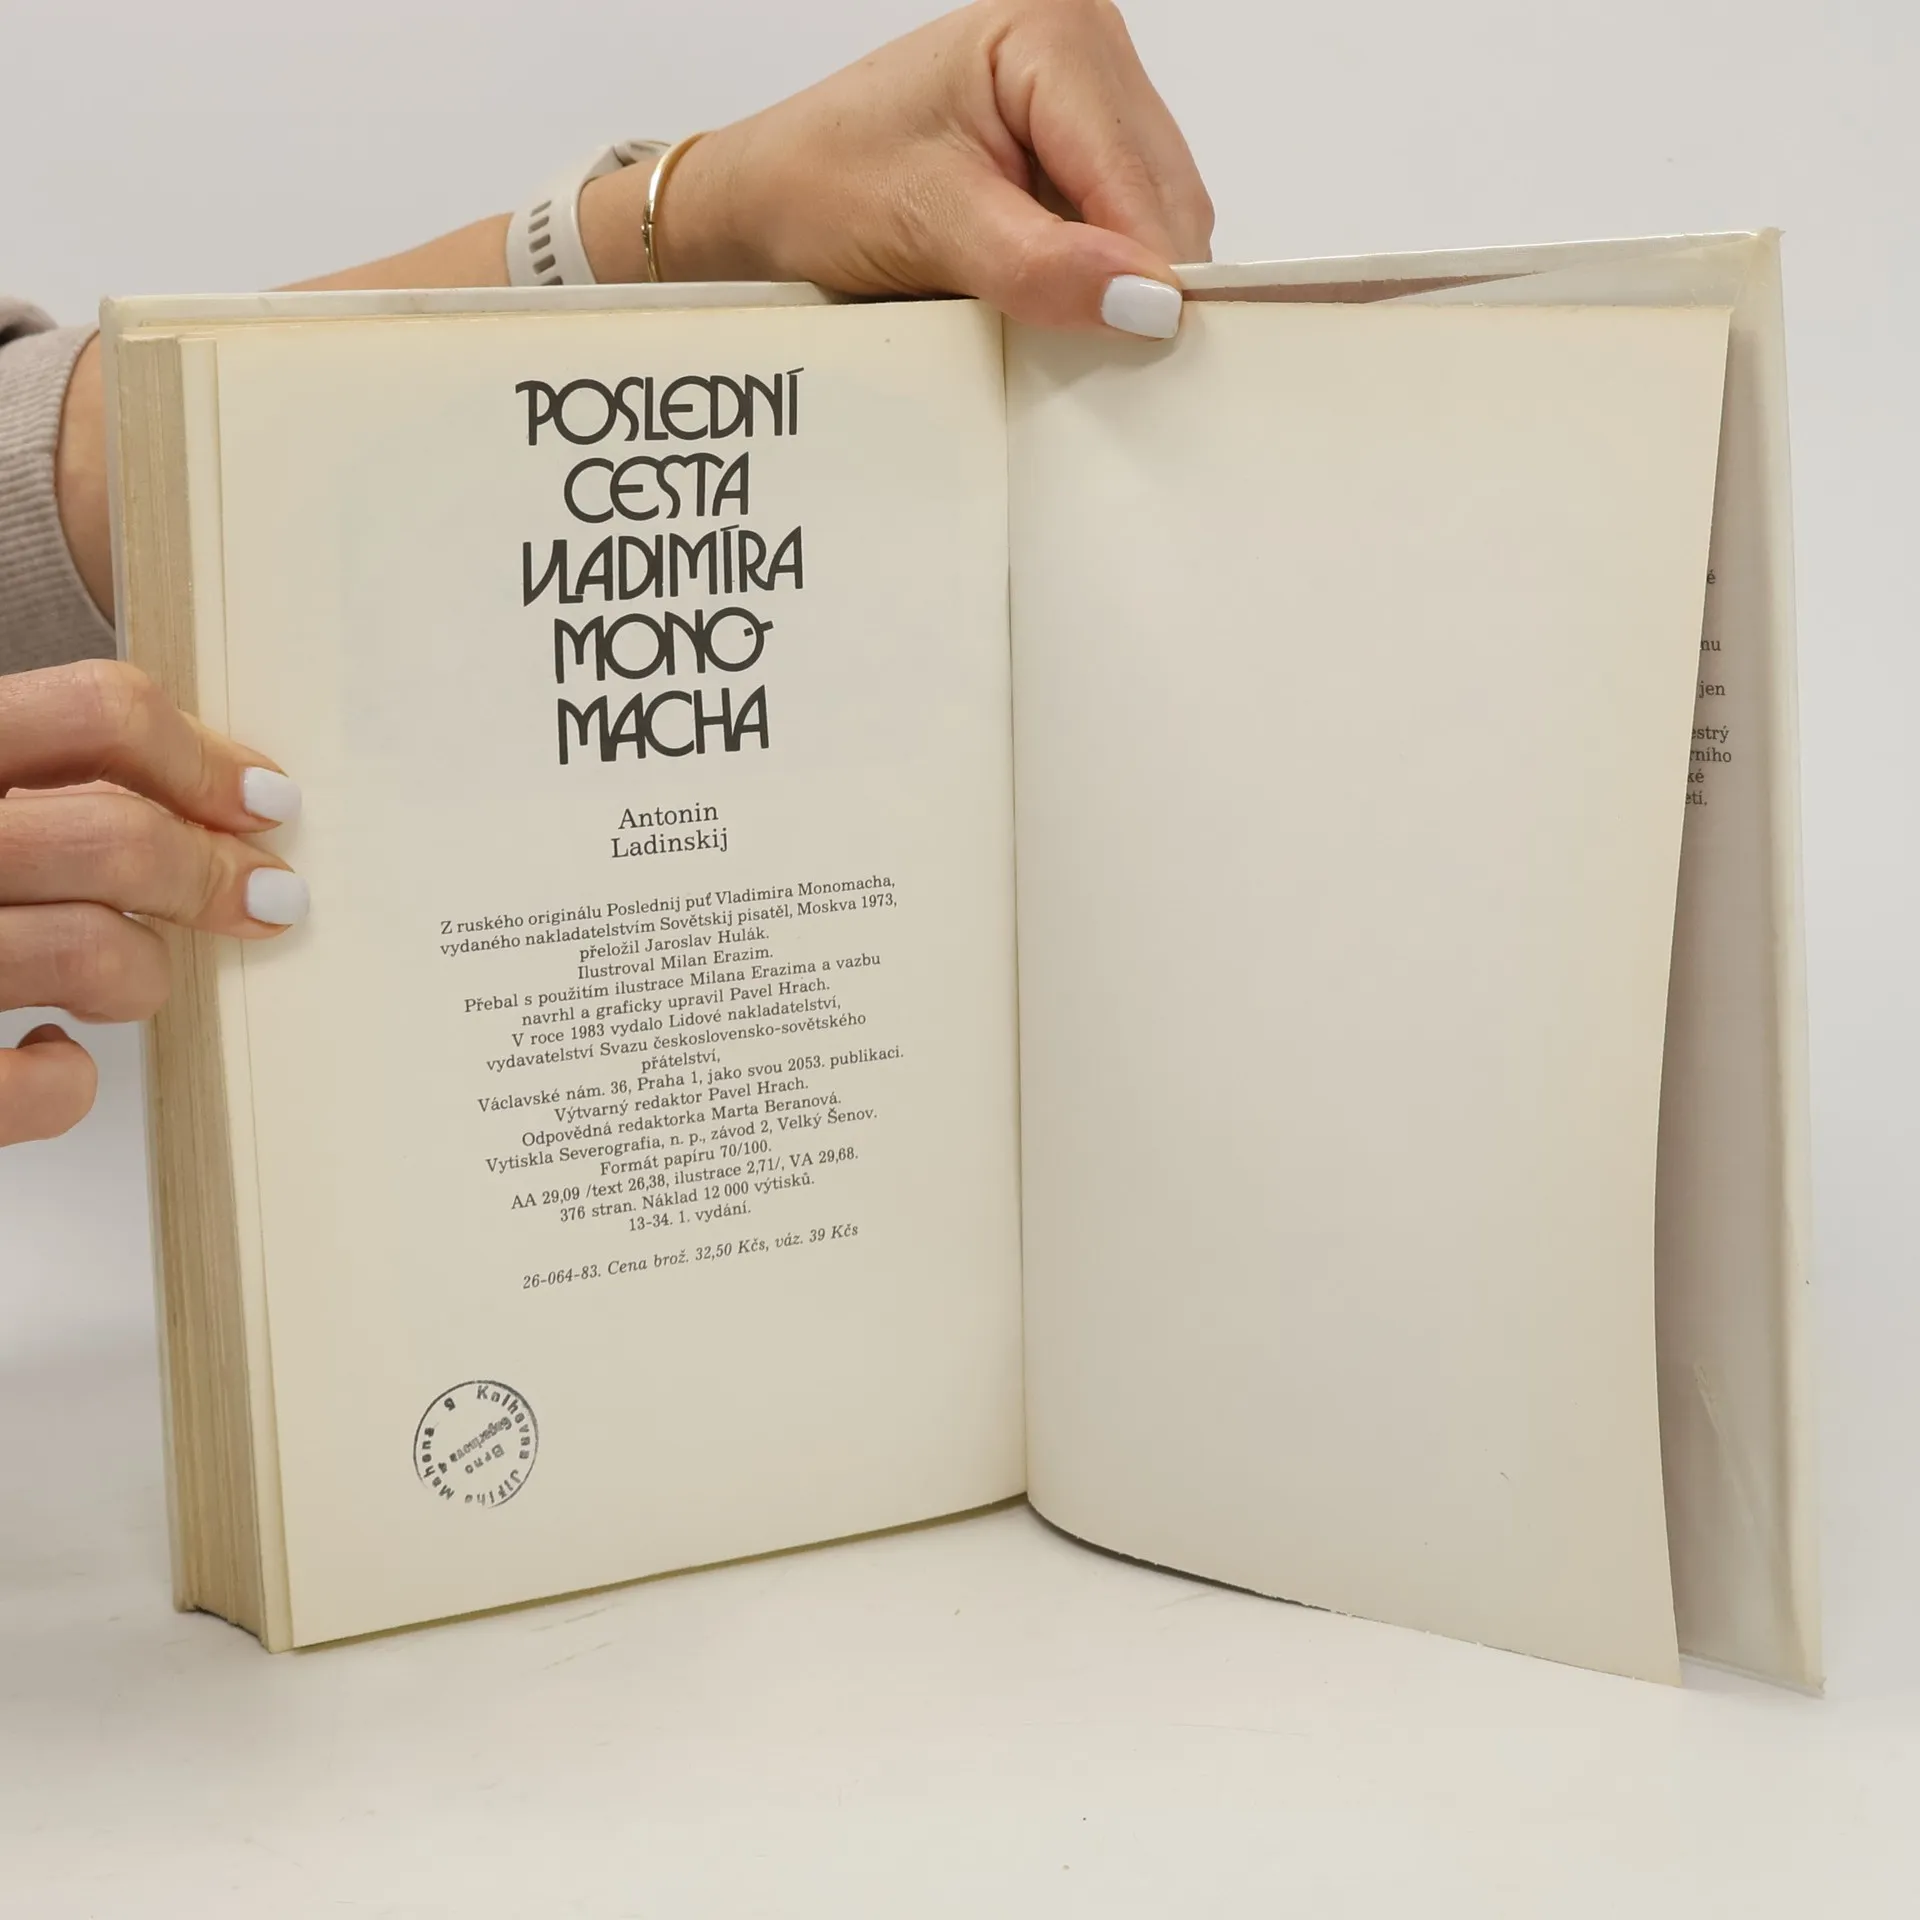 POSLEDNÍ
CESTA
VLADIMÍRA
MONO-
MACHA
Antonin
Ladinskij
Z ruského originálu Poslednij puť Vladimira Monomacha,
vydaného nakladatelstvím Sovětskij pisatěl, Moskva 1973,
přeložil Jaroslav Hulák.
Ilustroval Milan Erazim.
Přebal s použitím ilustrace Milana Erazima a vazbu
navrhl a graficky upravil Pavel Hrach.
V roce 1983 vydalo Lidové nakladatelství,
vydavatelství Svazu československo-sovětského
přátelství,
Václavské nám. 36, Praha 1, jako svou 2053. publikaci.
Výtvarný redaktor Pavel Hrach.
Odpovědná redaktorka Marta Beranová.
Vytiskla Severografia, n. p., závod 2, Velký Šenov.
Formát papíru 70/100.
AA 29,09 /text 26,38, ilustrace 2,71/, VA 29,68.
376 stran. Náklad 12 000 výtisků.
13-34. 1. vydání.
26-064-83. Cena brož. 32,50 Kčs, váz. 39 Kčs
Knihovna Jiřího Mahena
Brno
5
jen